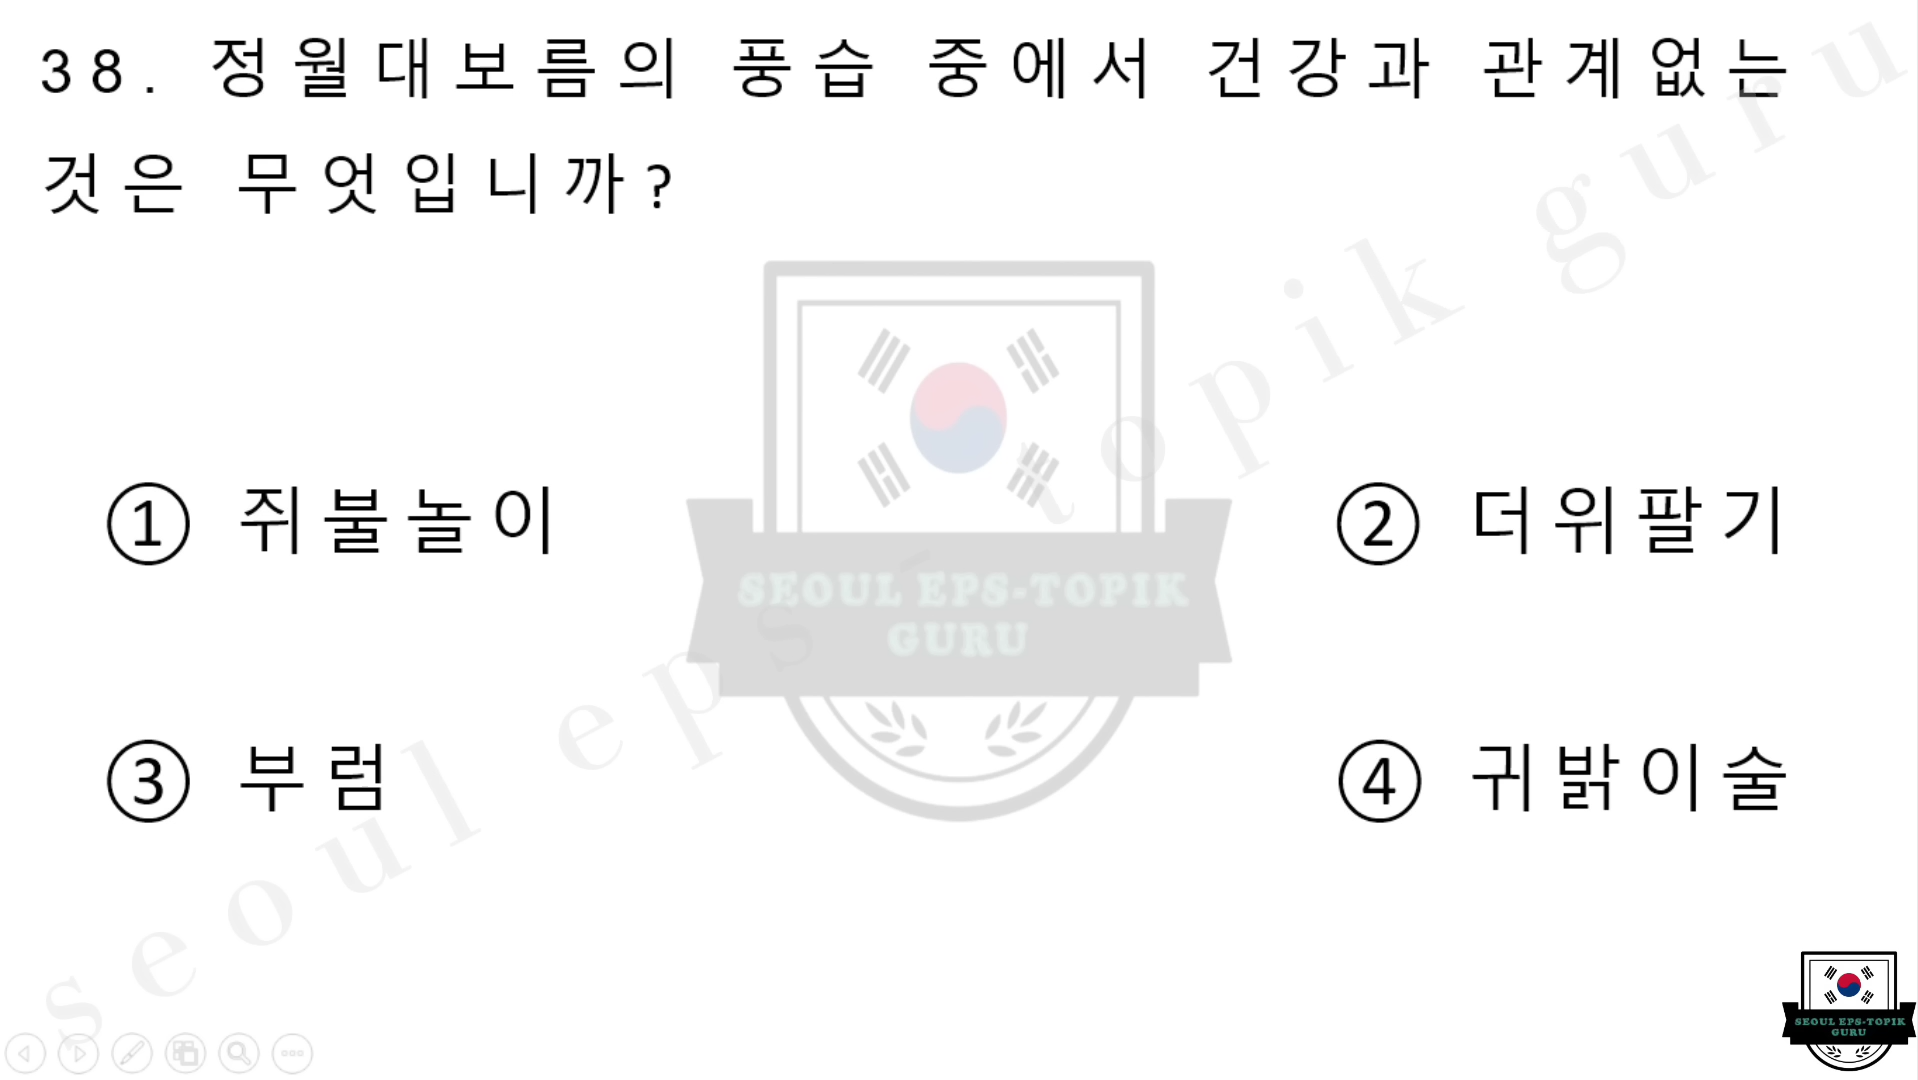 38. 정월대보름의 풍습 중에서 건강과 관계없는
것은 무엇입니까?
① 쥐불놀이
② 더위팔기
③ 부럼
④ 귀밝이술
SEOUL EPS-TOPIK
GURU
seoul eps - topik guru
SEOUL EPS-TOPIK
GURU